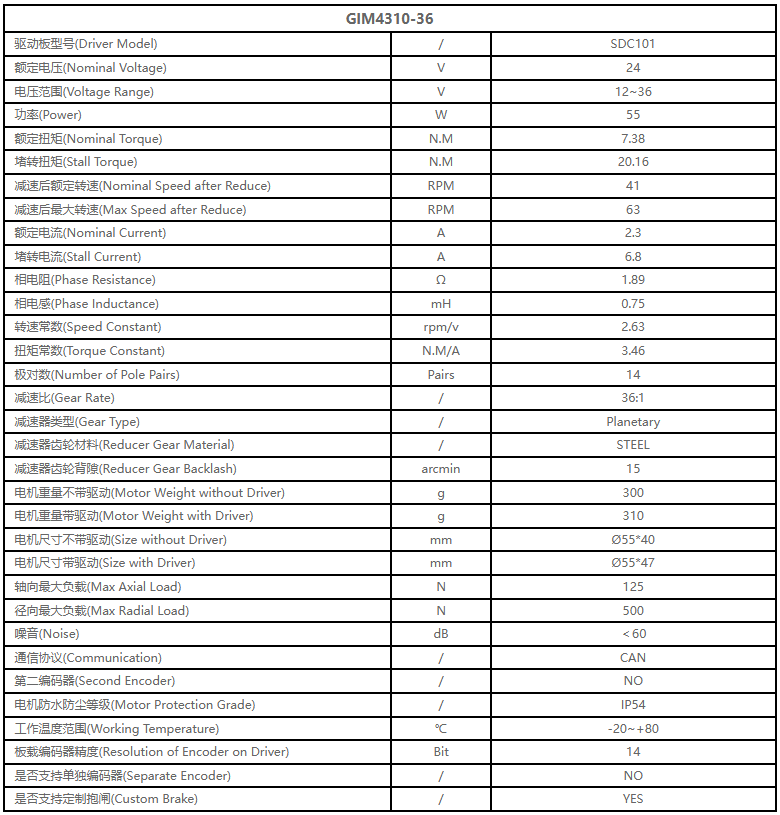 GIM4310-36
驱动板型号(Driver Model) / SDC101
额定电压(Nominal Voltage) V 24
电压范围(Voltage Range) V 12~36
功率(Power) W 55
额定扭矩(Nominal Torque) N.M 7.38
堵转扭矩(Stall Torque) N.M 20.16
减速后额定转速(Nominal Speed after Reduce) RPM 41
减速后最大转速(Max Speed after Reduce) RPM 63
额定电流(Nominal Current) A 2.3
堵转电流(Stall Current) A 6.8
相电阻(Phase Resistance) Ω 1.89
相电感(Phase Inductance) mH 0.75
转速常数(Speed Constant) rpm/v 2.63
扭矩常数(Torque Constant) N.M/A 3.46
极对数(Number of Pole Pairs) Pairs 14
减速比(Gear Rate) / 36:1
减速器类型(Gear Type) / Planetary
减速器齿轮材料(Reducer Gear Material) / STEEL
减速器齿轮背隙(Reducer Gear Backlash) arcmin 15
电机重量不带驱动(Motor Weight without Driver) g 300
电机重量带驱动(Motor Weight with Driver) g 310
电机尺寸不带驱动(Size without Driver) mm Ø55*40
电机尺寸带驱动(Size with Driver) mm Ø55*47
轴向最大负载(Max Axial Load) N 125
径向最大负载(Max Radial Load) N 500
噪音(Noise) dB ＜60
通信协议(Communication) / CAN
第二编码器(Second Encoder) / NO
电机防水防尘等级(Motor Protection Grade) / IP54
工作温度范围(Working Temperature) ℃ -20~+80
板载编码器精度(Resolution of Encoder on Driver) Bit 14
是否支持单独编码器(Separate Encoder) / NO
是否支持定制抱闸(Custom Brake) / YES